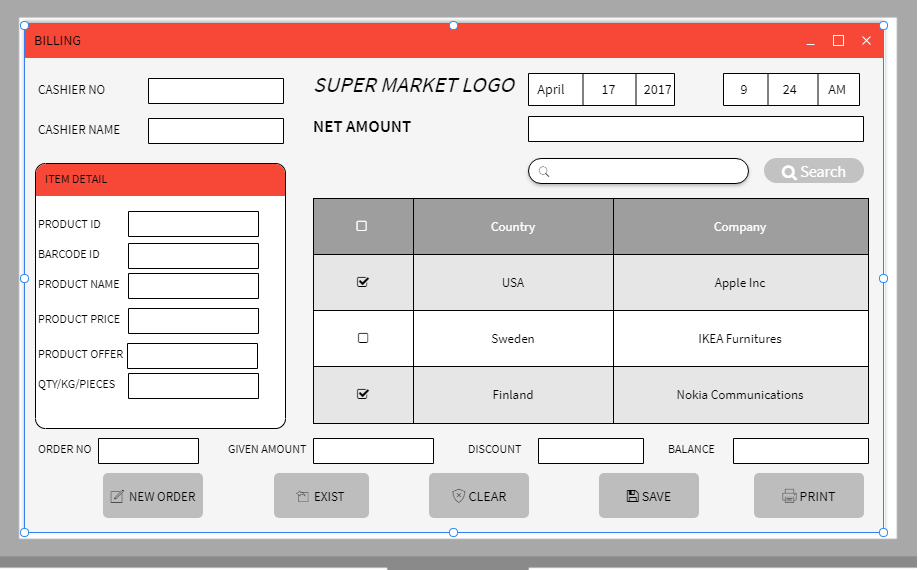 BILLING
CASHIER NO
SUPER MARKET LOGO
April 17 2017
9 24 AM
CASHIER NAME
NET AMOUNT
Search
ITEM DETAIL
PRODUCT ID
BARCODE ID
PRODUCT NAME
PRODUCT PRICE
PRODUCT OFFER
QTY/KG/PIECES
Country Company
USA Apple Inc
Sweden IKEA Furnitures
Finland Nokia Communications
ORDER NO GIVEN AMOUNT DISCOUNT BALANCE
NEW ORDER EXIST CLEAR SAVE PRINT